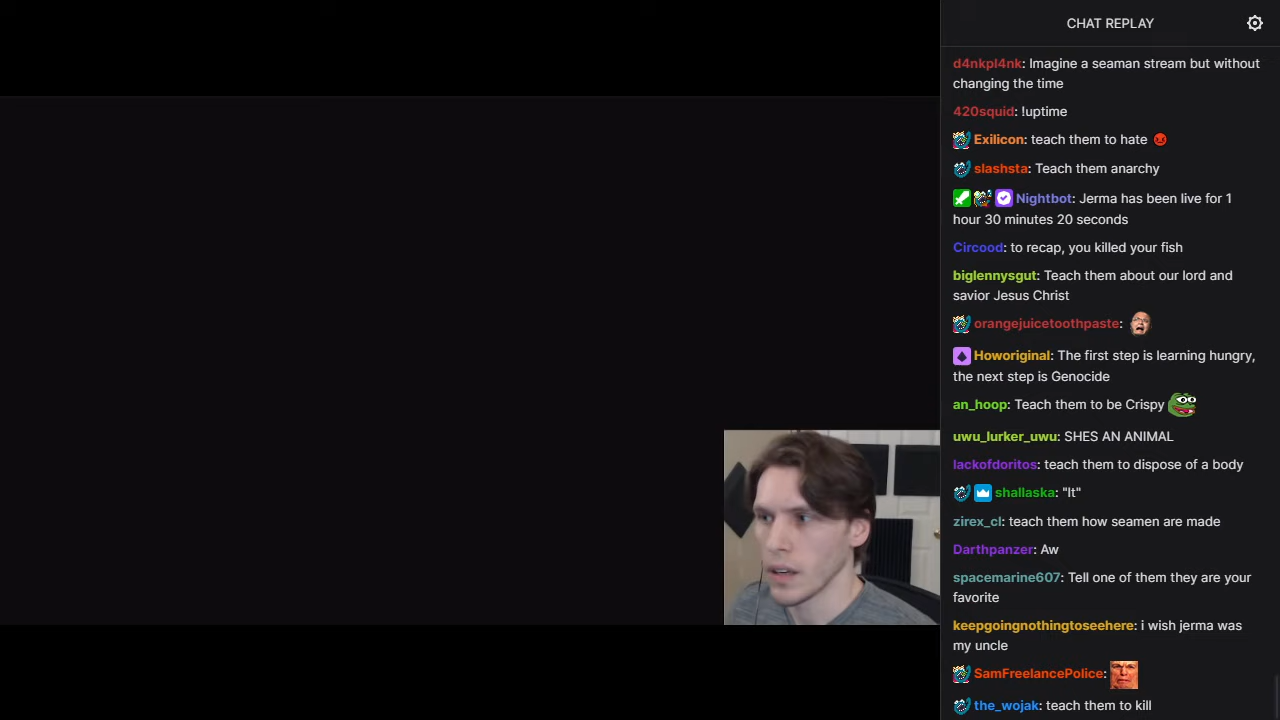 CHAT REPLAY
d4nkpl4nk: Imagine a seaman stream but without
changing the time
420squid: !uptime
Exilicon: teach them to hate
slashsta: Teach them anarchy
Nightbot: Jerma has been live for 1
hour 30 minutes 20 seconds
Circood: to recap, you killed your fish
biglennysgut: Teach them about our lord and
savior Jesus Christ
orangejuicetoothpaste:
Howoriginal: The first step is learning hungry,
the next step is Genocide
an_hoop: Teach them to be Crispy
uwu_lurker_uwu: SHES AN ANIMAL
lackofdoritos: teach them to dispose of a body
shallaska: "It"
zirex_cl: teach them how seamen are made
Darthpanzer: Aw
spacemarine607: Tell one of them they are your
favorite
keepgoingnothingtoseehere: i wish jerma was
my uncle
SamFreelancePolice:
the_wojak: teach them to kill